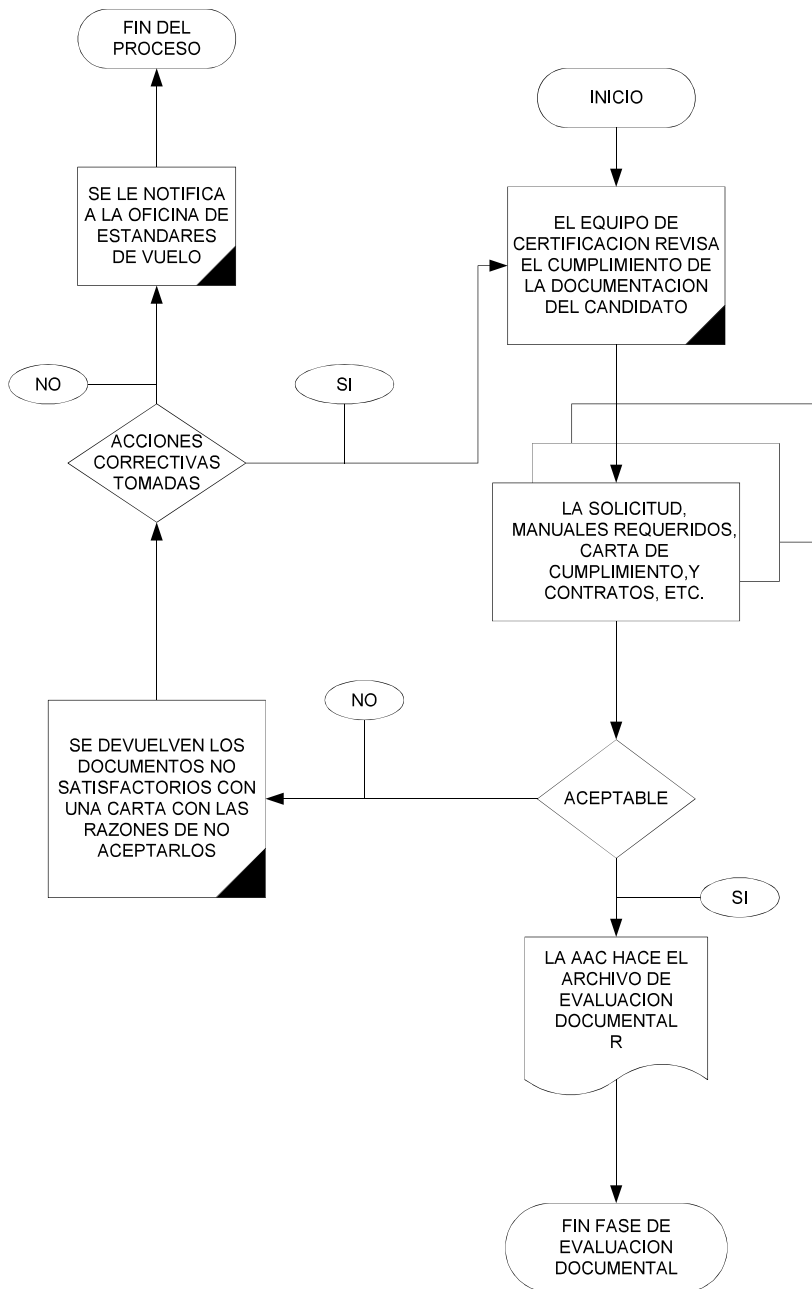 FIN DEL
PROCESO
INICIO
SE LE NOTIFICA
A LA OFICINA DE
ESTANDARES
DE VUELO
EL EQUIPO DE
CERTIFICACION REVISA
EL CUMPLIMIENTO DE
LA DOCUMENTACION
DEL CANDIDATO
NO
SI
ACCIONES
CORRECTIVAS
TOMADAS
LA SOLICITUD,
MANUALES REQUERIDOS,
CARTA DE
CUMPLIMIENTO,Y
CONTRATOS, ETC.
NO
SE DEVUELVEN LOS
DOCUMENTOS NO
SATISFACTORIOS CON
UNA CARTA CON LAS
RAZONES DE NO
ACEPTARLOS
ACEPTABLE
SI
LA AAC HACE EL
ARCHIVO DE
EVALUACION
DOCUMENTAL
R
FIN FASE DE
EVALUACION
DOCUMENTAL